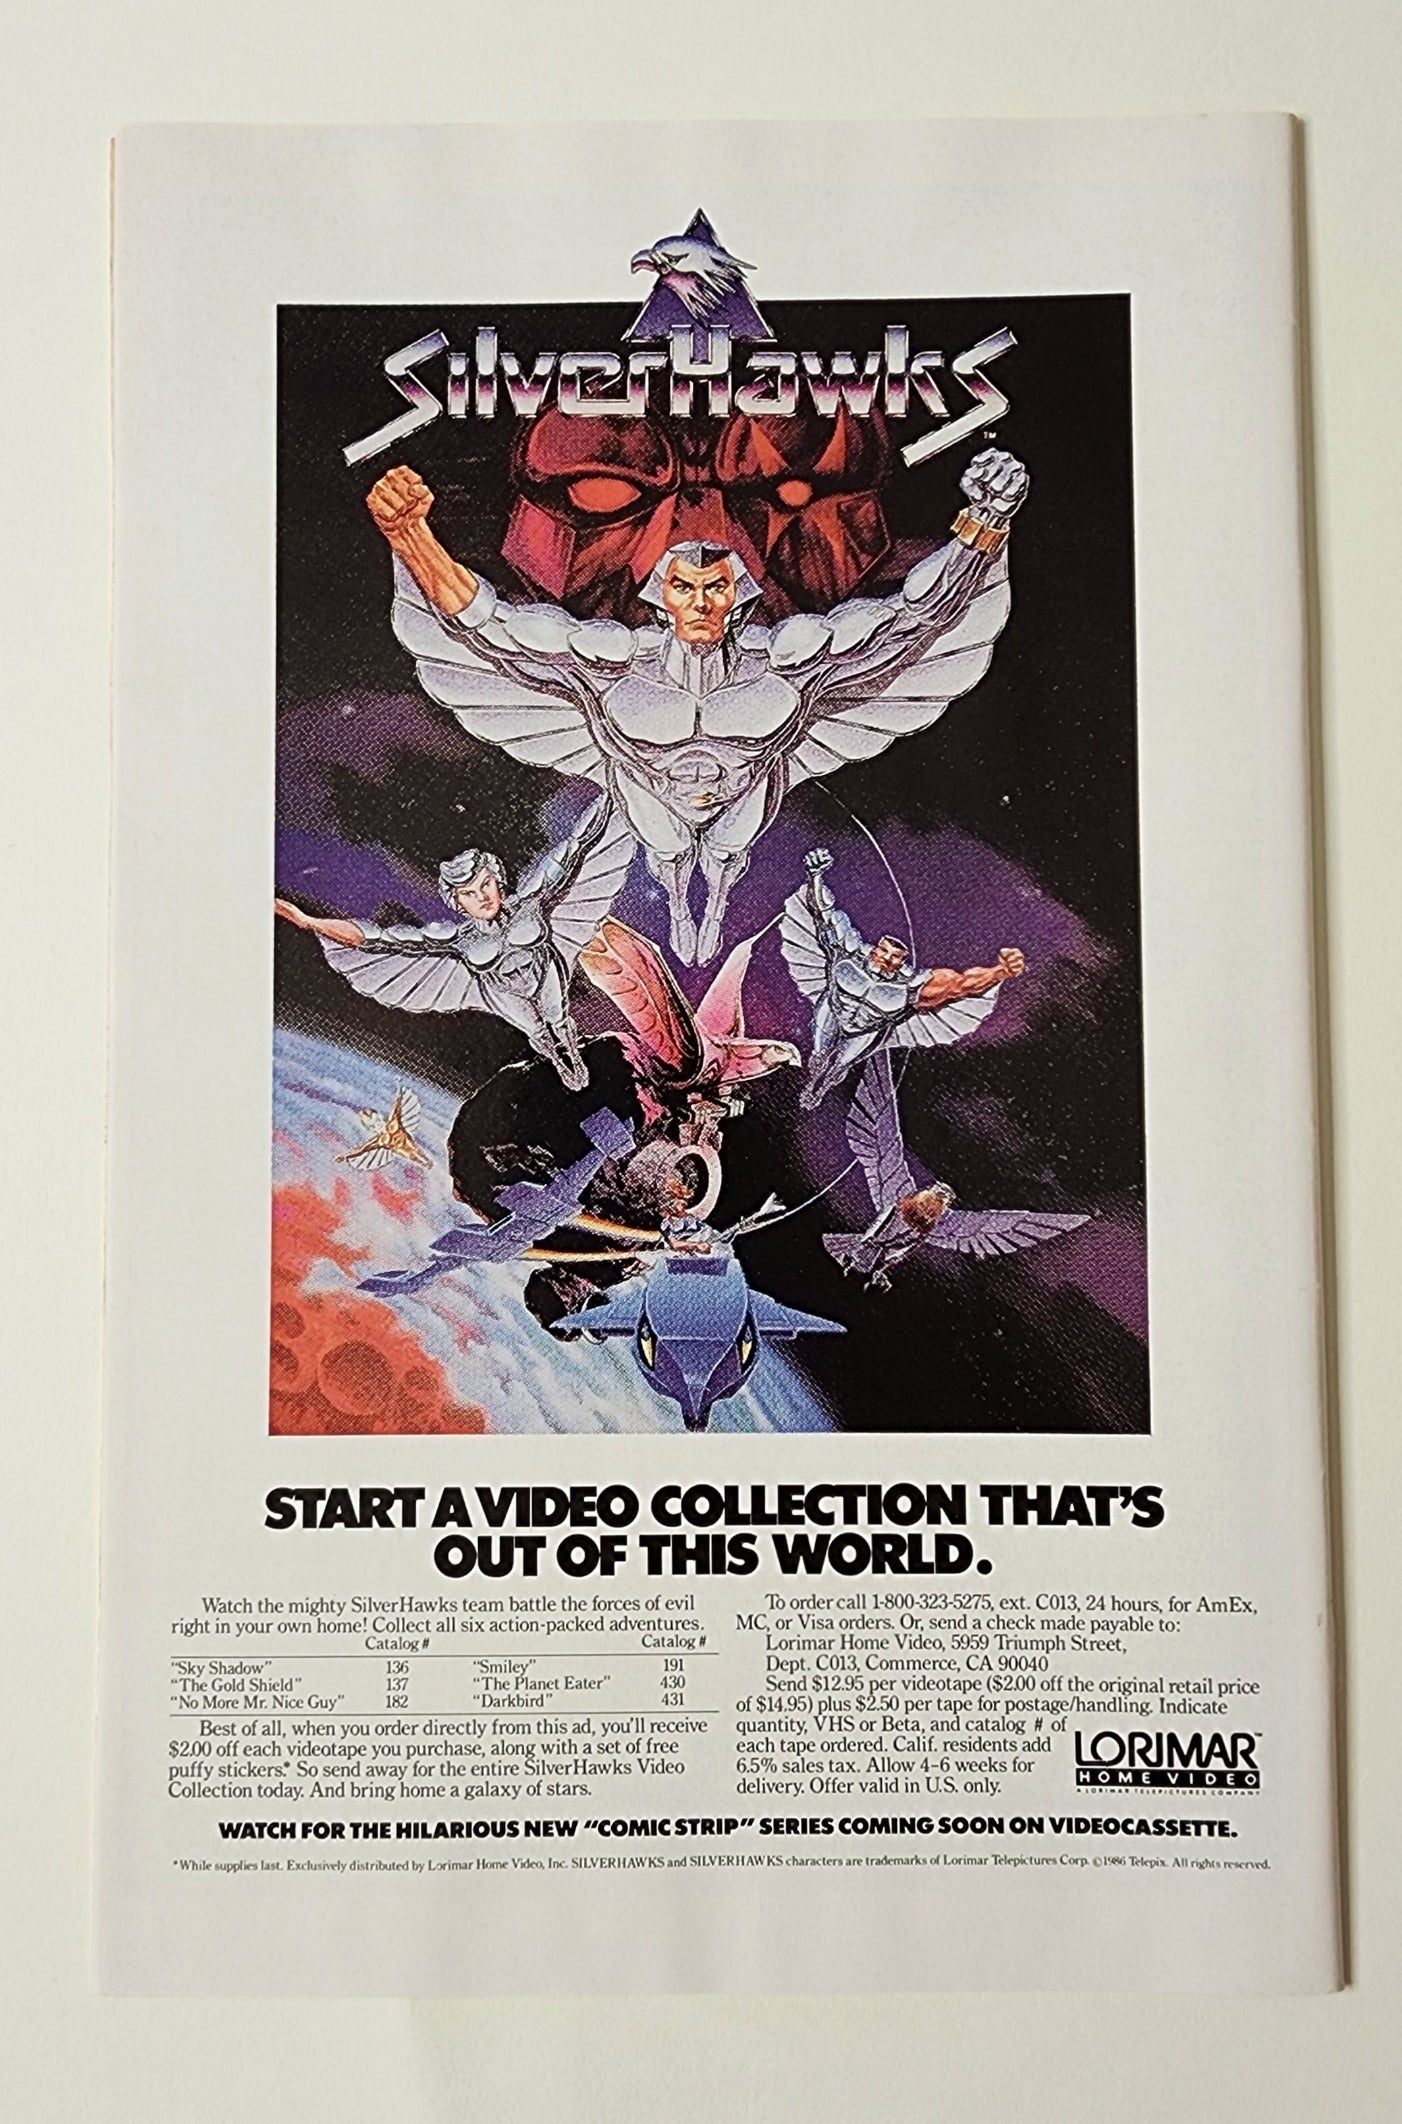 SilverHawks
TM
START A VIDEO COLLECTION THAT'S
OUT OF THIS WORLD.
Watch the mighty SilverHawks team battle the forces of evil
right in your own home! Collect all six action-packed adventures.
Catalog # Catalog #
"Sky Shadow" 136 "Smiley" 191
"The Gold Shield" 137 "The Planet Eater" 430
"No More Mr. Nice Guy" 182 "Darkbird" 431
Best of all, when you order directly from this ad, you'll receive
$2.00 off each videotape you purchase, along with a set of free
puffy stickers.* So send away for the entire SilverHawks Video
Collection today. And bring home a galaxy of stars.
To order call 1-800-323-5275, ext. C013, 24 hours, for AmEx,
MC, or Visa orders. Or, send a check made payable to:
Lorimar Home Video, 5959 Triumph Street,
Dept. C013, Commerce, CA 90040
Send $12.95 per videotape ($2.00 off the original retail price
of $14.95) plus $2.50 per tape for postage/handling. Indicate
quantity, VHS or Beta, and catalog # of
each tape ordered. Calif. residents add
6.5% sales tax. Allow 4-6 weeks for
delivery. Offer valid in U.S. only.
LORIMAR™
HOME VIDEO
A LORIMAR TELEPICTURES COMPANY
WATCH FOR THE HILARIOUS NEW "COMIC STRIP" SERIES COMING SOON ON VIDEOCASSETTE.
*While supplies last. Exclusively distributed by Lorimar Home Video, Inc. SILVERHAWKS and SILVERHAWKS characters are trademarks of Lorimar Telepictures Corp. ©1986 Telepix. All rights reserved.